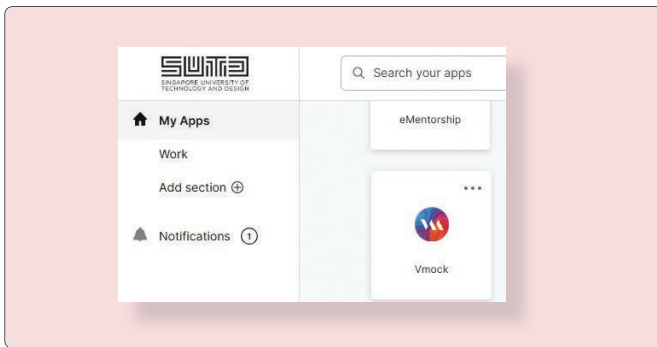 SUTD
SINGAPORE UNIVERSITY OF
TECHNOLOGY AND DESIGN
Search your apps
My Apps
Work
Add section
Notifications 1
eMentorship
Vmock